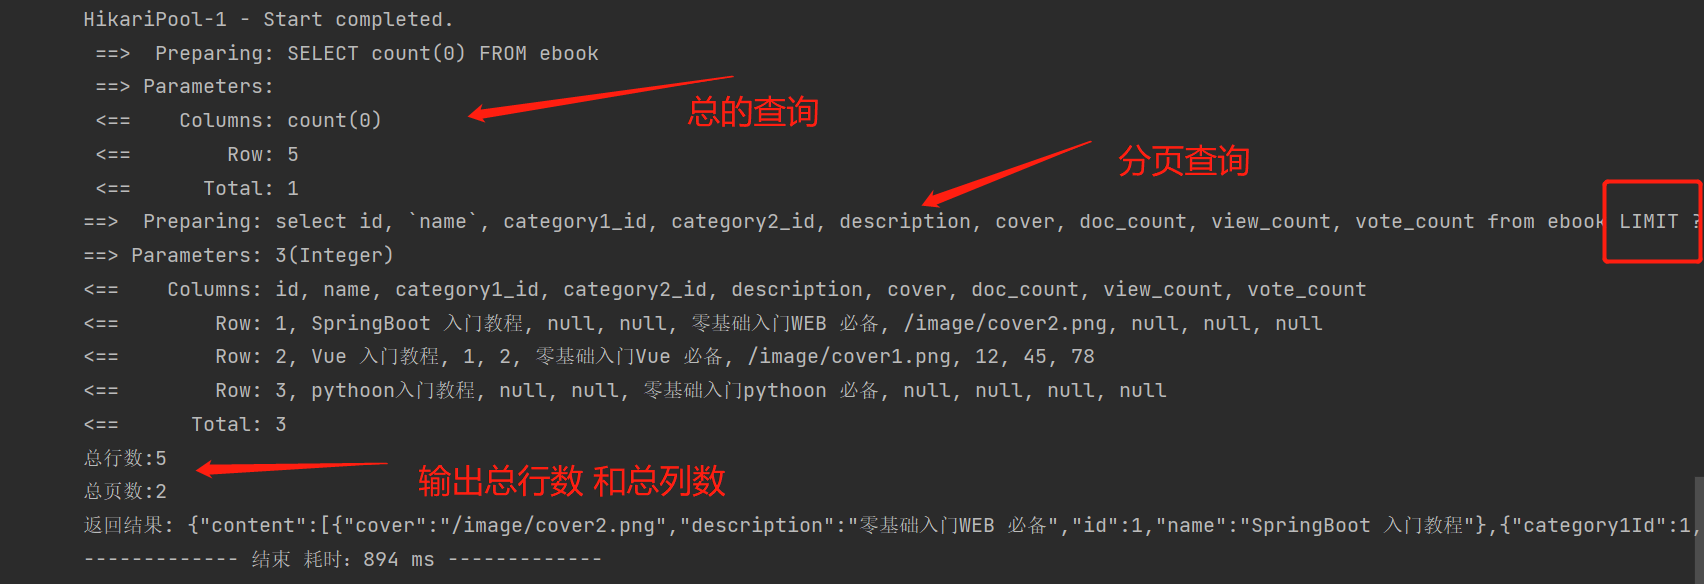 HikariPool-1 - Start completed.
==>  Preparing: SELECT count(0) FROM ebook
==> Parameters:
总的查询
<==    Columns: count(0)
分页查询
<==        Row: 5
<==      Total: 1
==>  Preparing: select id, `name`, category1_id, category2_id, description, cover, doc_count, view_count, vote_count from ebook LIMIT ?
==> Parameters: 3(Integer)
<==    Columns: id, name, category1_id, category2_id, description, cover, doc_count, view_count, vote_count
<==        Row: 1, SpringBoot 入门教程, null, null, 零基础入门WEB 必备, /image/cover2.png, null, null, null
<==        Row: 2, Vue 入门教程, 1, 2, 零基础入门Vue 必备, /image/cover1.png, 12, 45, 78
<==        Row: 3, pythoon入门教程, null, null, 零基础入门pythoon 必备, null, null, null, null
<==      Total: 3
总行数:5
输出总行数 和总列数
总页数:2
返回结果: {"content":[{"cover":"/image/cover2.png","description":"零基础入门WEB 必备","id":1,"name":"SpringBoot 入门教程"},{"category1Id":1,
------------- 结束 耗时: 894 ms -------------